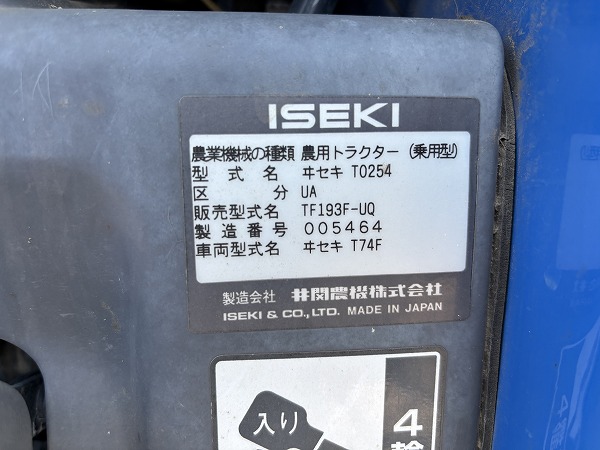 ISEKI
農業機械の種類 農用トラクター (乗用型)
型式名 ヰセキ TO254
区分 UA
販売型式名 TF193F-UQ
製造番号 005464
車両型式名 ヰセキ T74F
製造会社 井関農機株式会社
ISEKI & CO.,LTD. MADE IN JAPAN
入り
4輪